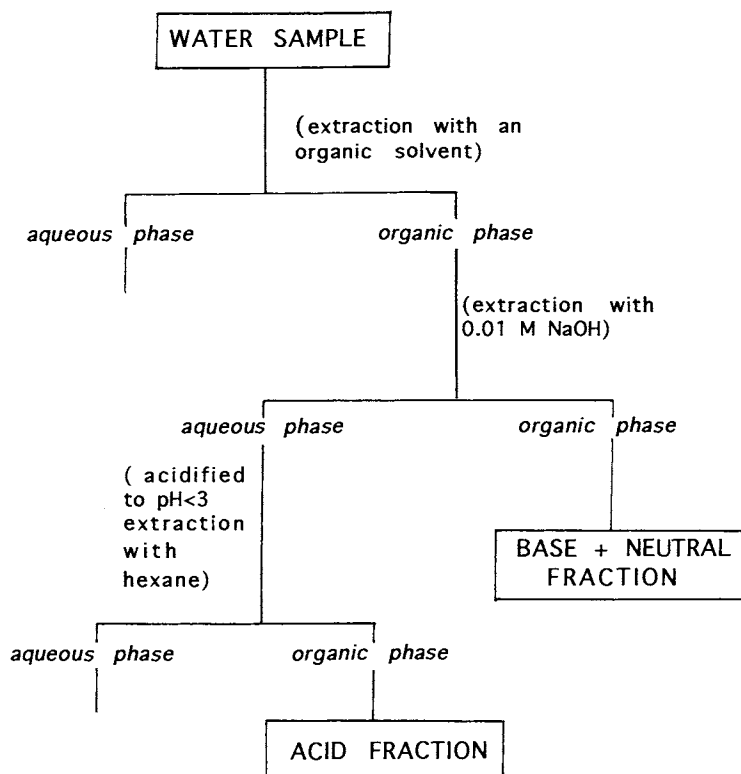 WATER SAMPLE
(extraction with an
organic solvent)
aqueous phase
organic phase
(extraction with
0.01 M NaOH)
aqueous phase
organic phase
( acidified
to pH<3
extraction
with
hexane)
BASE + NEUTRAL
FRACTION
aqueous phase
organic phase
ACID FRACTION